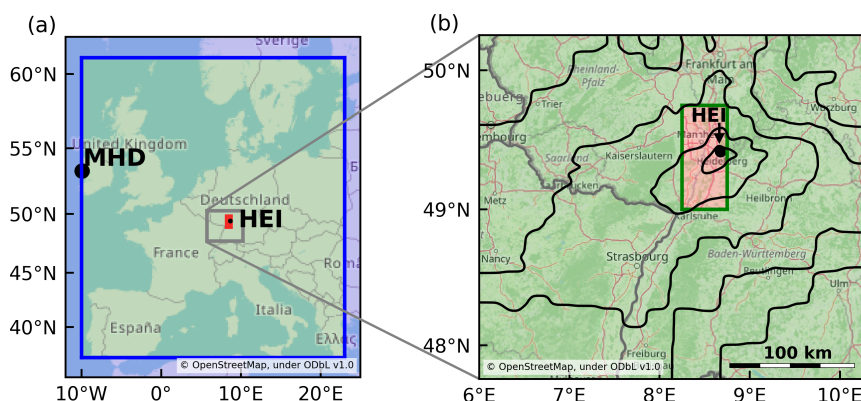 (a)
(b)
60°N
55°N
50°N
45°N
40°N
10°W
0°
10°E
20°E
Sverige
United Kingdom
MHD
Deutschland
HEI
France
Italia
España
© OpenStreetMap, under ODbL v1.0
50°N
49°N
48°N
6°E
7°E
8°E
9°E
10°E
Frankfurt am
Main
Rheinland-
Pfalz
Trier
Würzburg
HEI
Kaiserslautern
Heidelberg
Saarland
Saarbrücken
Metz
Heilbronn
Karlsruhe
Nancy
Strasbourg
Baden-Württemberg
Reutlingen
Ulm
Freiburg
100 km
© OpenStreetMap, under ODbL v1.0